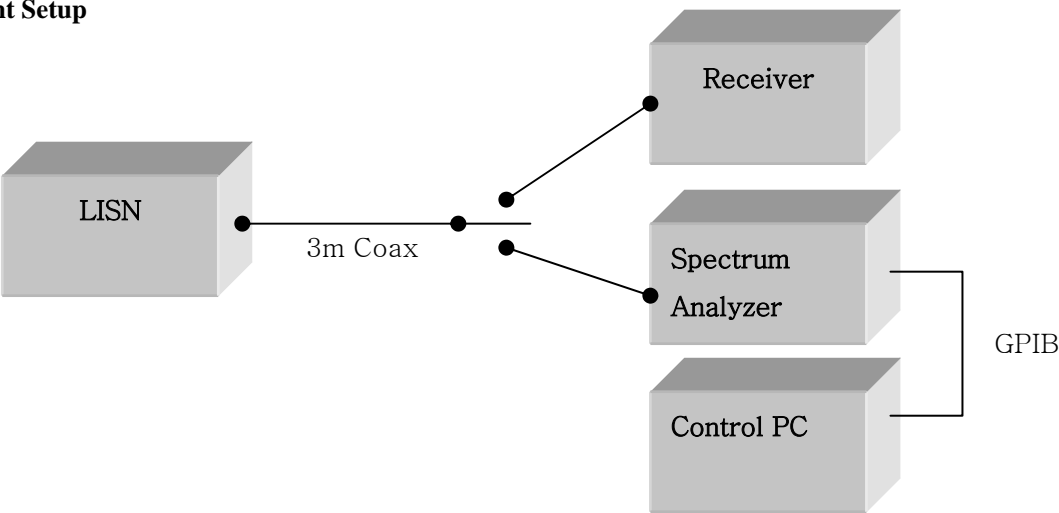 nt Setup
Receiver
LISN
3m Coax
Spectrum
Analyzer
GPIB
Control PC